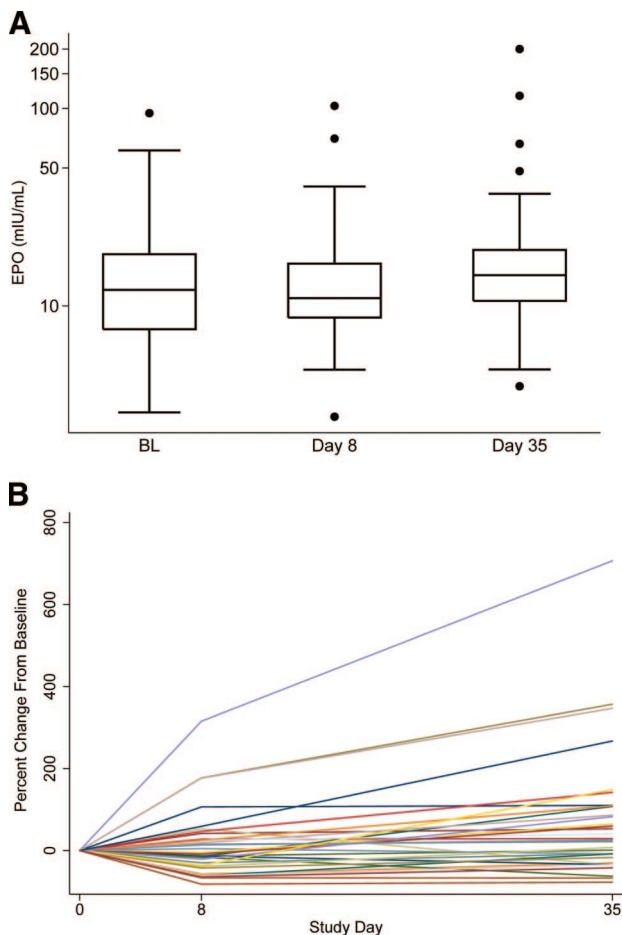 A
200
150
100
50
10
EPO (mIU/mL)
BL Day 8 Day 35
B
800
600
400
200
0
Percent Change From Baseline
0 8 35
Study Day